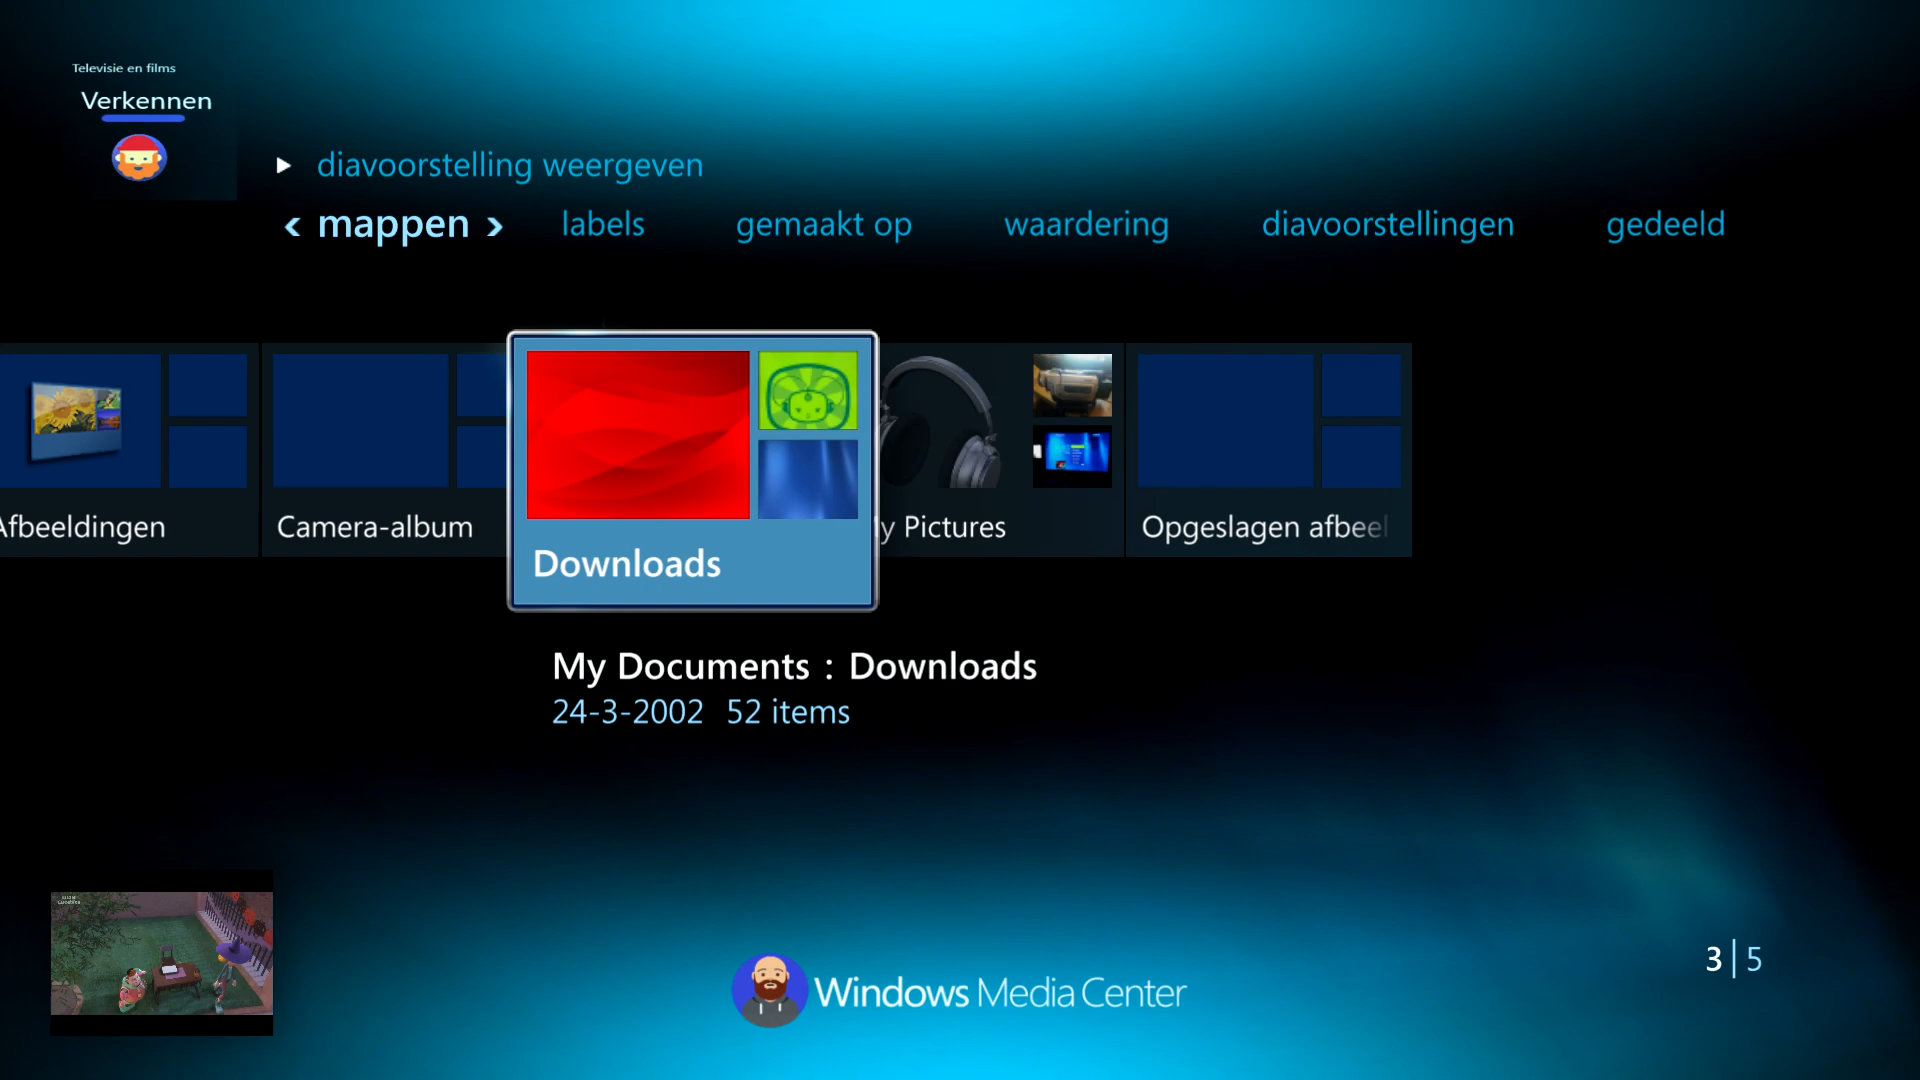 Televisie en films
Verkennen
diavoorstelling weergeven
mappen labels gemaakt op waardering diavoorstellingen gedeeld
Afbeeldingen Camera-album Downloads y Pictures Opgeslagen afbeel
My Documents : Downloads
24-3-2002 52 items
3 | 5
Windows Media Center